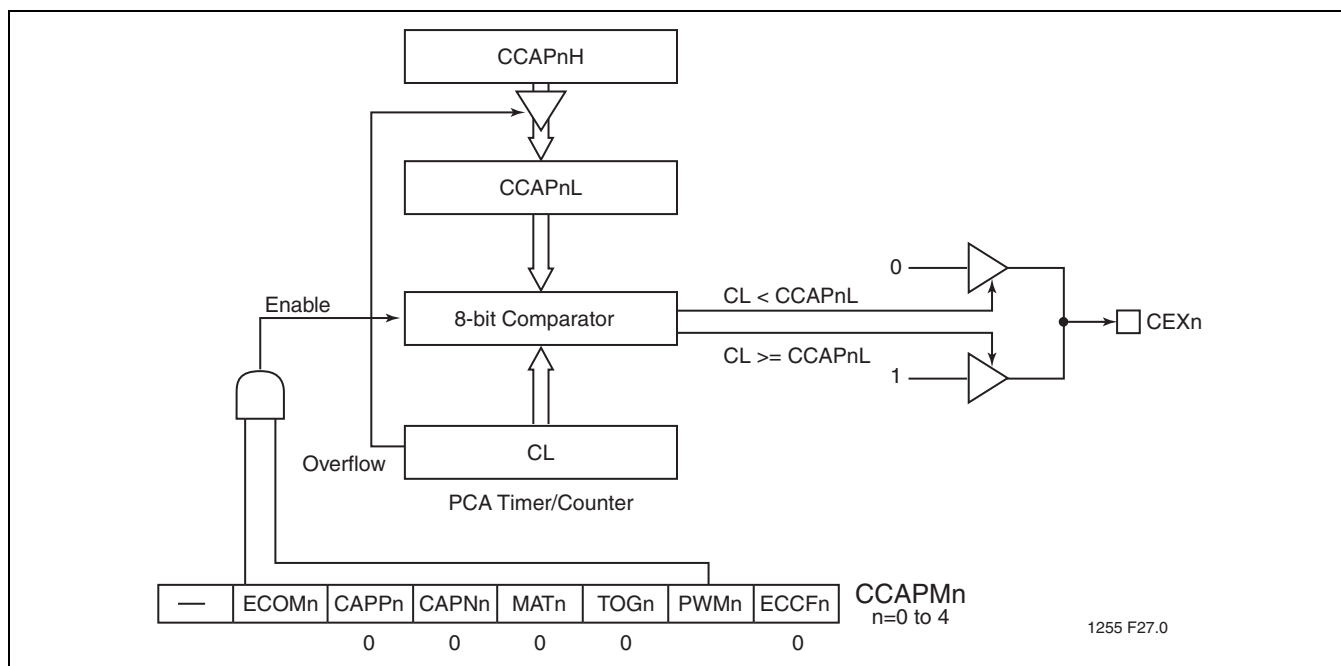 CCAPnH
CCAPnL
0
CL < CCAPnL
Enable
8-bit Comparator
CEXn
CL >= CCAPnL
1
Overflow
CL
PCA Timer/Counter
— ECOMn CAPPn CAPNn MATn TOGn PWMn ECCFn CCAPMn
n=0 to 4
0 0 0 0 0
1255 F27.0